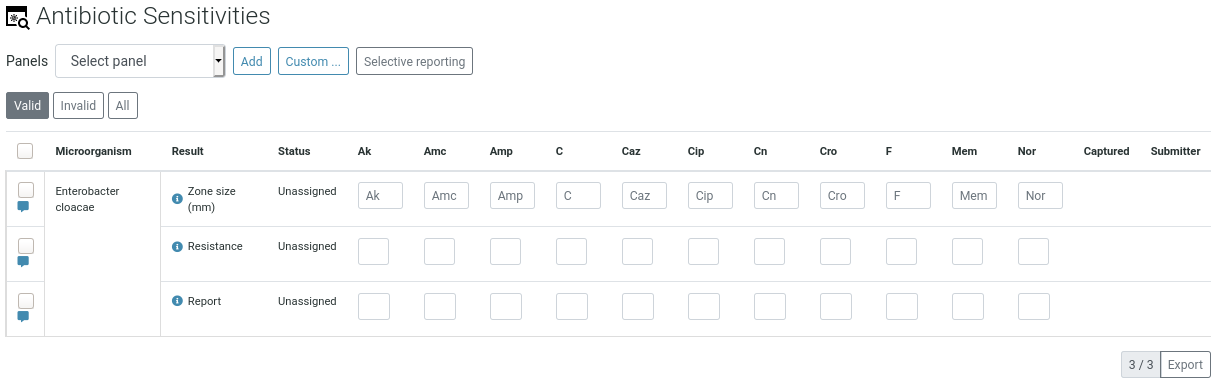 Antibiotic Sensitivities
Panels Select panel Add Custom ... Selective reporting
Valid Invalid All
Microorganism Result Status Ak Amc Amp C Caz Cip Cn Cro F Mem Nor Captured Submitter
Enterobacter cloacae Zone size (mm) Unassigned Ak Amc Amp C Caz Cip Cn Cro F Mem Nor
Resistance Unassigned
Report Unassigned
3 / 3 Export